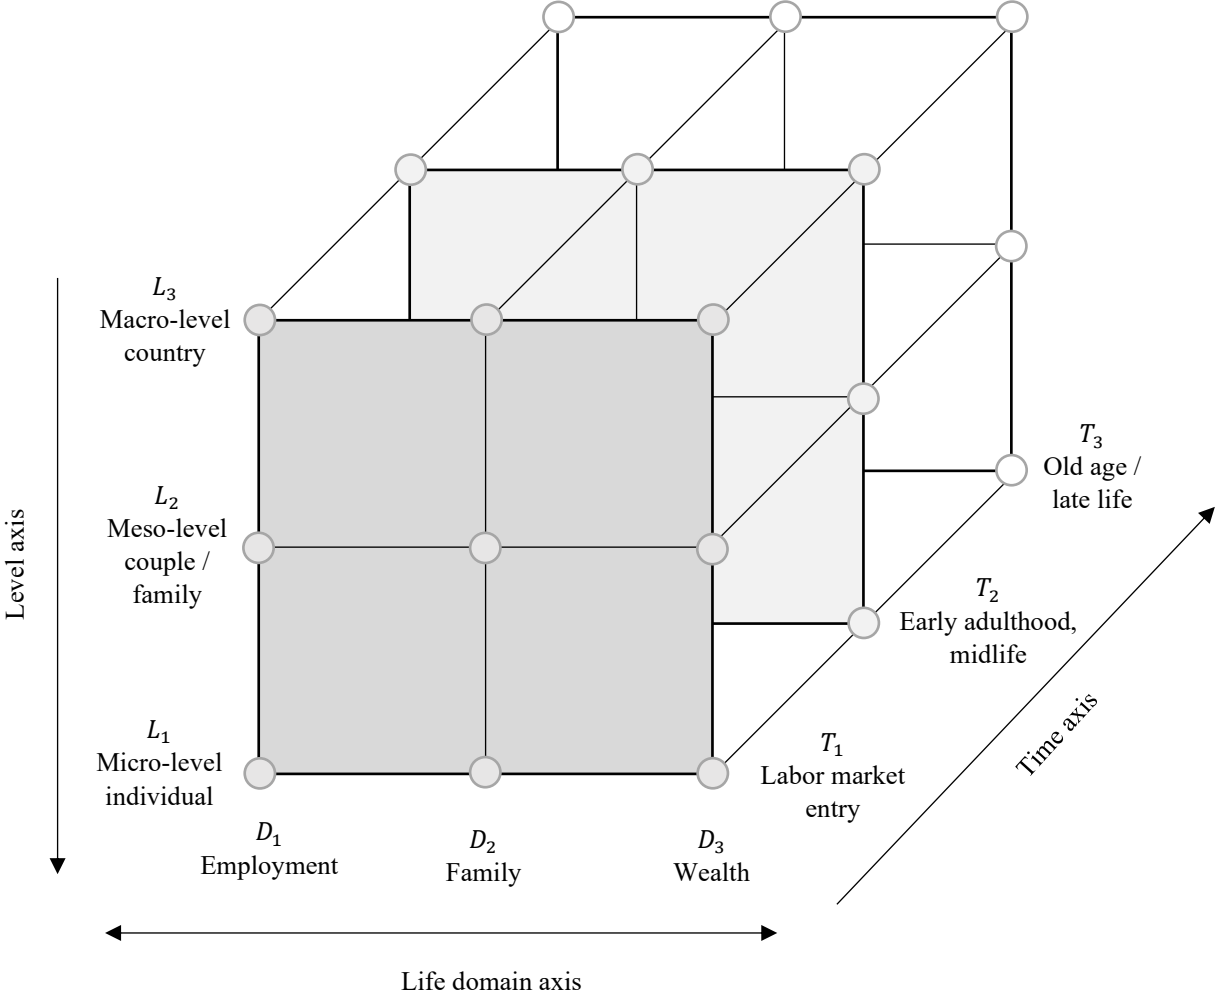 L₃
Macro-level
country
L₂
Meso-level
couple /
family
L₁
Micro-level
individual
Level axis
D₁
Employment
D₂
Family
D₃
Wealth
Life domain axis
T₁
Labor market
entry
T₂
Early adulthood,
midlife
T₃
Old age /
late life
Time axis